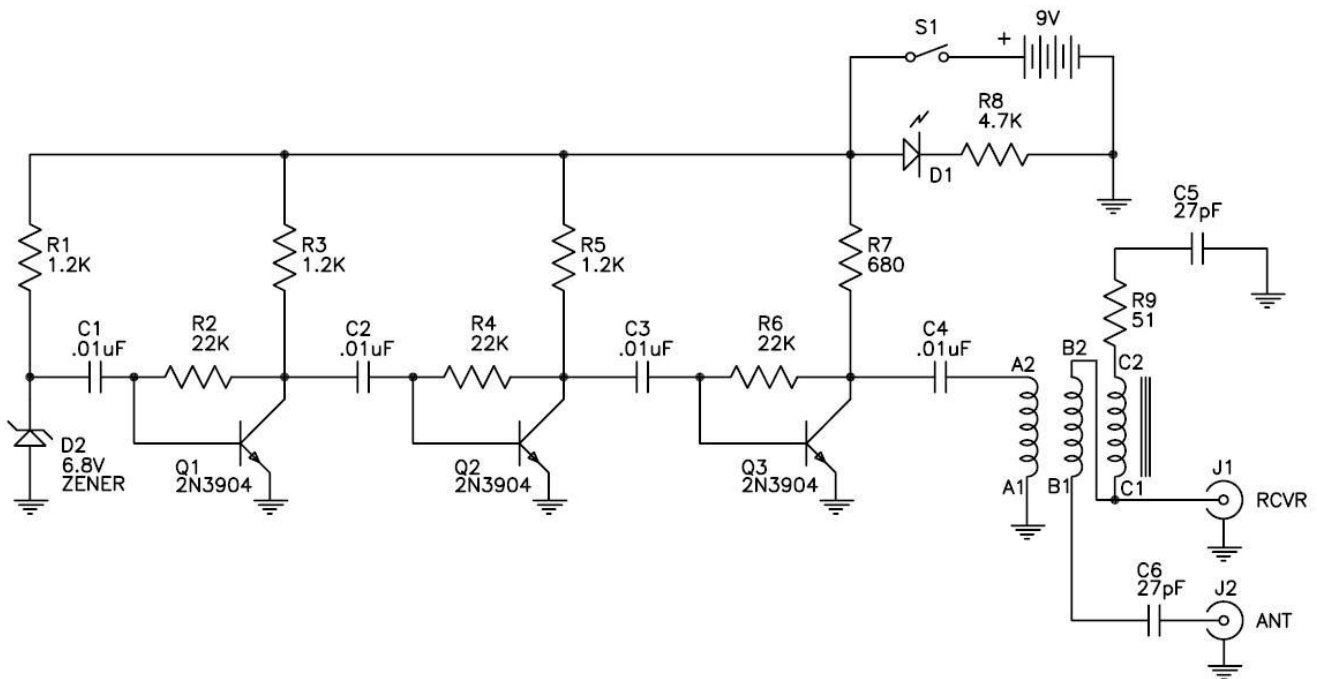 9V
S1
+
R8
4.7K
D1
C5
27pF
R1
1.2K
R3
1.2K
R5
1.2K
R7
680
R9
51
C1
.01uF
R2
22K
C2
.01uF
R4
22K
C3
.01uF
R6
22K
C4
.01uF
A2
B2
C2
D2
6.8V
ZENER
Q1
2N3904
Q2
2N3904
Q3
2N3904
A1
B1
C1
J1
RCVR
C6
27pF
J2
ANT